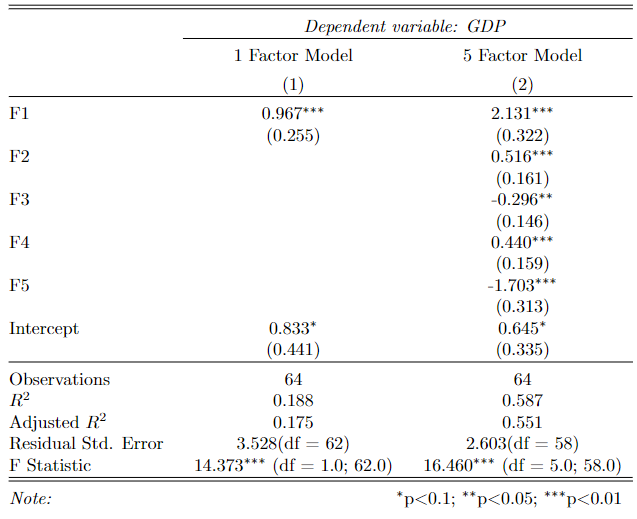 Dependent variable: GDP
1 Factor Model 5 Factor Model
(1) (2)
F1 0.967*** 2.131***
(0.255) (0.322)
F2 0.516***
(0.161)
F3 -0.296**
(0.146)
F4 0.440***
(0.159)
F5 -1.703***
(0.313)
Intercept 0.833* 0.645*
(0.441) (0.335)
Observations 64 64
R² 0.188 0.587
Adjusted R² 0.175 0.551
Residual Std. Error 3.528(df = 62) 2.603(df = 58)
F Statistic 14.373*** (df = 1.0; 62.0) 16.460*** (df = 5.0; 58.0)
Note: *p<0.1; **p<0.05; ***p<0.01